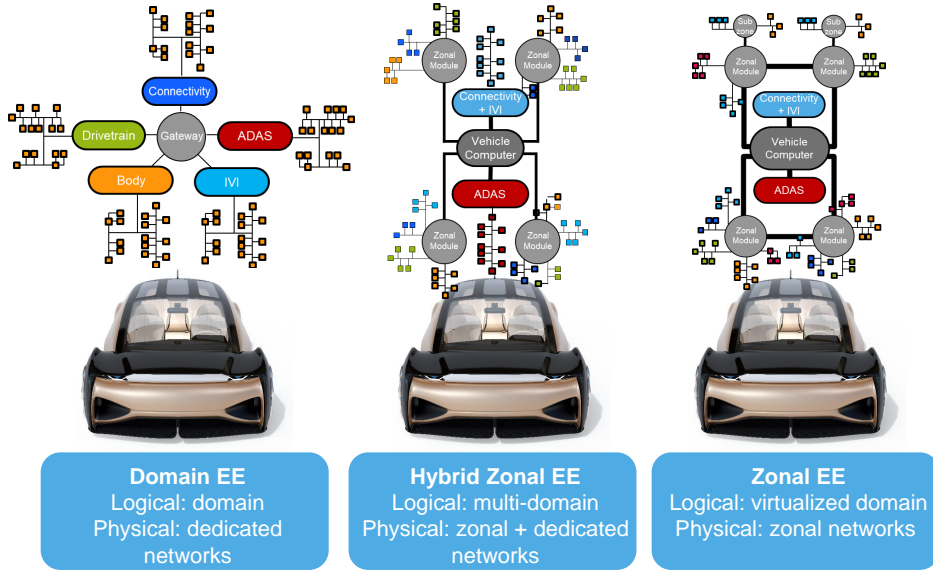 Connectivity
Drivetrain
Gateway
ADAS
Body
IVI
Zonal
Module
Zonal
Module
Connectivity
+ IVI
Vehicle
Computer
ADAS
Zonal
Module
Zonal
Module
Sub
zone
Sub
zone
Zonal
Module
Zonal
Module
Connectivity
+ IVI
Vehicle
Computer
ADAS
Zonal
Module
Zonal
Module
Domain EE
Logical: domain
Physical: dedicated
networks
Hybrid Zonal EE
Logical: multi-domain
Physical: zonal + dedicated
networks
Zonal EE
Logical: virtualized domain
Physical: zonal networks